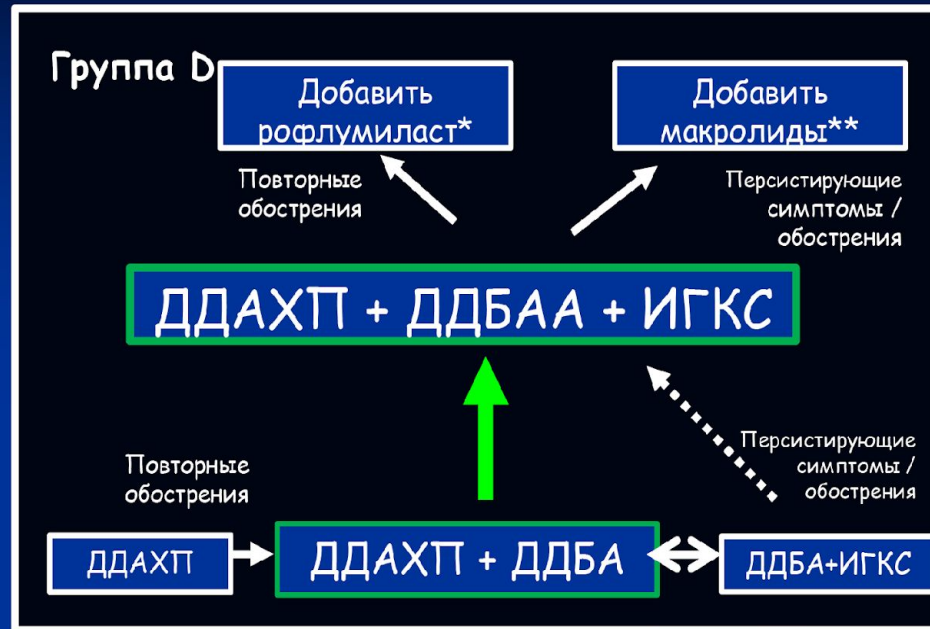 Группа D
Добавить
рофлумиласт*
Добавить
макролиды**
Повторные
обострения
Персистирующие
симптомы /
обострения
ДДАХП + ДДБАА + ИГКС
Повторные
обострения
Персистирующие
симптомы /
обострения
ДДАХП
ДДАХП + ДДБА
ДДБА+ИГКС